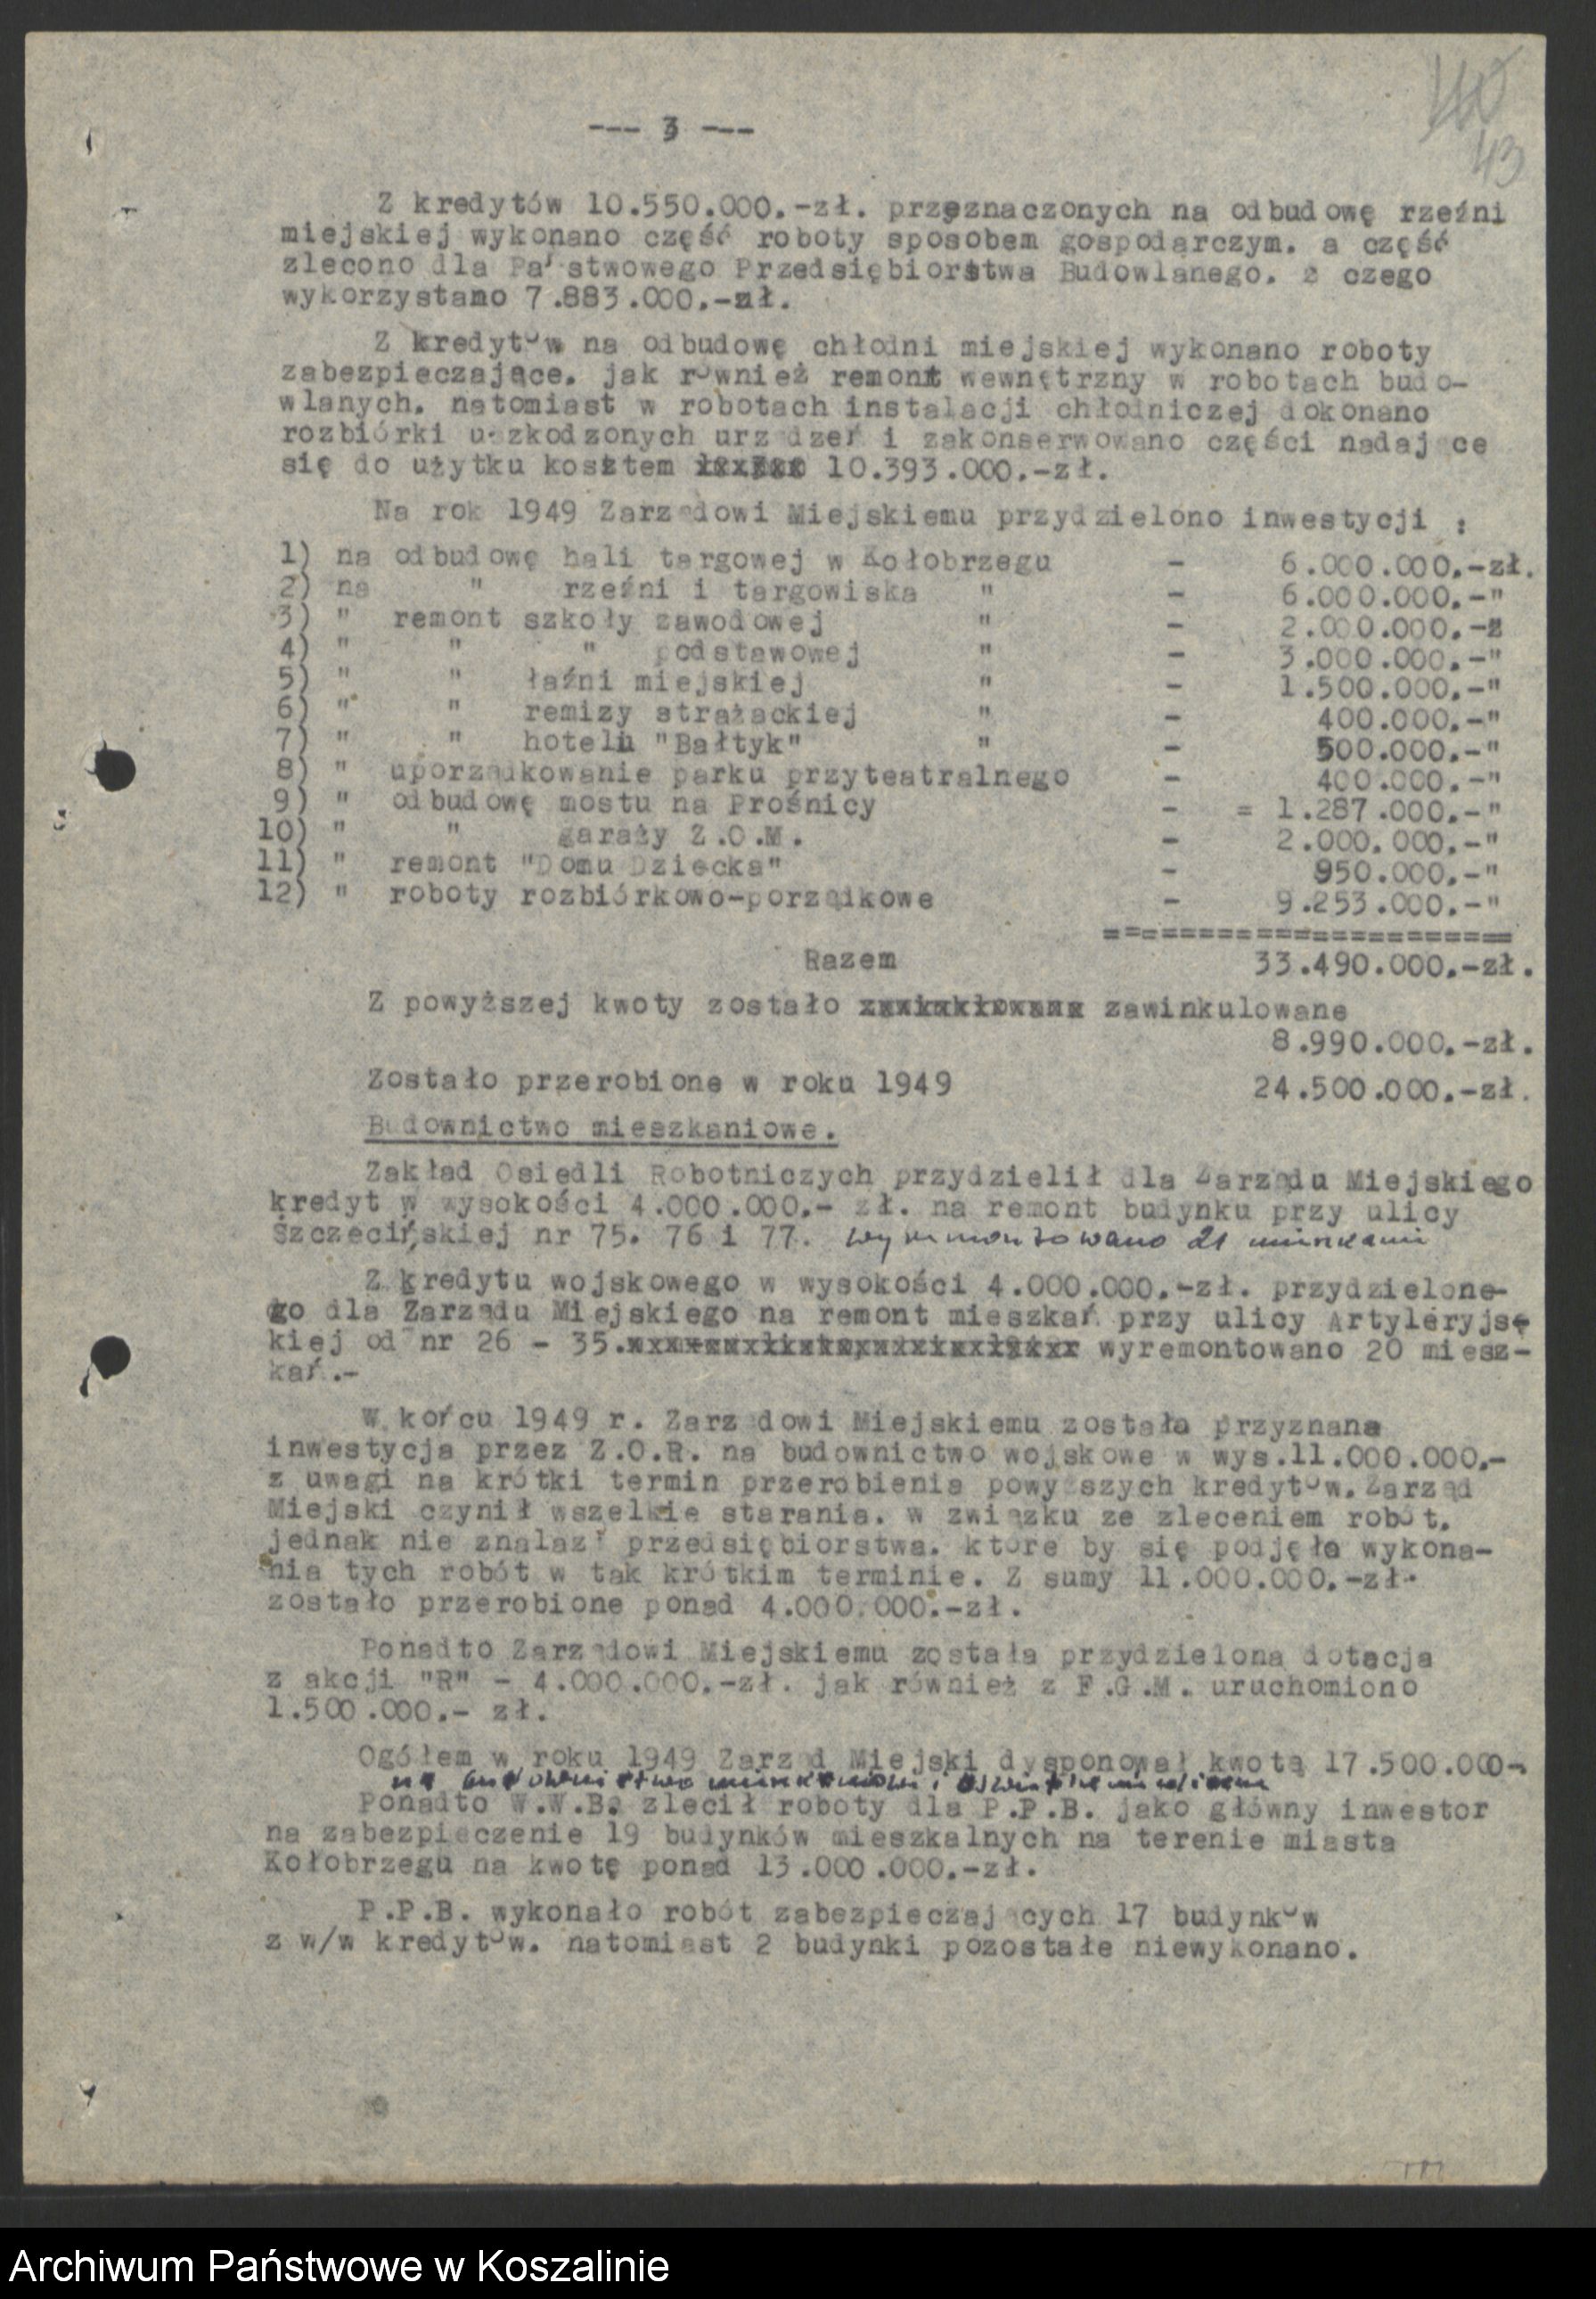 110
43
--- 3 ---
Z kredytów 10.550.000.-zł. przeznaczonych na odbudowę rzeźni
miejskiej wykonano część roboty sposobem gospodarczym. a część
zlecono dla Państwowego Przedsiębiorstwa Budowlanego. z czego
wykorzystano 7.883.000.-zł.
Z kredytów na odbudowę chłodni miejskiej wykonano roboty
zabezpieczające. jak również remont wewnętrzny w robotach budo-
wlanych. natomiast w robotach instalacji chłodniczej dokonano
rozbiórki uszkodzonych urządzeń i zakonserwowano części nadające
się do użytku kosztem 10.393.000.-zł.
Na rok 1949 Zarządowi Miejskiemu przydzielono inwestycji :
1) na odbudowę hali targowej w Kołobrzegu - 6.000.000.-zł.
2) na " rzeźni i targowiska " - 6.000.000.-"
3) " remont szkoły zawodowej " - 2.000.000.-z
4) " " " podstawowej " - 3.000.000.-"
5) " " łaźni miejskiej " - 1.500.000.-"
6) " " remizy strażackiej " - 400.000.-"
7) " " hotelu "Bałtyk" " - 500.000.-"
8) " uporządkowanie parku przyteatralnego - 400.000.-"
9) " odbudowę mostu na Prośnicy - = 1.287.000.-"
10) " " garaży Z.O.M. - 2.000.000.-"
11) " remont "Domu Dziecka" - 950.000.-"
12) " roboty rozbiórkowo-porządkowe - 9.253.000.-"
======================
Razem 33.490.000.-zł.
Z powyższej kwoty zostało zawinkulowane
8.990.000.-zł.
Zostało przerobione w roku 1949 24.500.000.-zł.
Budownictwo mieszkaniowe.
Zakład Osiedli Robotniczych przydzielił dla Zarządu Miejskiego
kredyt w wysokości 4.000.000.- zł. na remont budynku przy ulicy
Szczecińskiej nr 75. 76 i 77. wyremontowano 21 mieszkań
Z kredytu wojskowego w wysokości 4.000.000.-zł. przydzielone-
go dla Zarządu Miejskiego na remont mieszkań przy ulicy Artyleryjs-
kiej od nr 26 - 35. wyremontowano 20 miesz-
kań.-
W końcu 1949 r. Zarządowi Miejskiemu została przyznana
inwestycja przez Z.O.R. na budownictwo wojskowe w wys.11.000.000.-
z uwagi na krótki termin przerobienia powyższych kredytów. Zarząd
Miejski czynił wszelkie starania. w związku ze zleceniem robót.
jednak nie znalazł przedsiębiorstwa. które by się podjęło wykona-
nia tych robót w tak krótkim terminie. Z sumy 11.000.000.-zł.
zostało przerobione ponad 4.000.000.-zł.
Ponadto Zarządowi Miejskiemu została przydzielona dotacja
z akcji "R" - 4.000.000.-zł. jak również z F.G.M. uruchomiono
1.500.000.- zł.
Ogółem w roku 1949 Zarząd Miejski dysponował kwotą 17.500.000-.
na budownictwo mieszkaniowe i
Ponadto W.W.B. zlecił roboty dla P.P.B. jako główny inwestor
na zabezpieczenie 19 budynków mieszkalnych na terenie miasta
Kołobrzegu na kwotę ponad 13.000.000.-zł.
P.P.B. wykonało robót zabezpieczających 17 budynków
z w/w kredytów. natomiast 2 budynki pozostałe niewykonano.
Archiwum Państwowe w Koszalinie